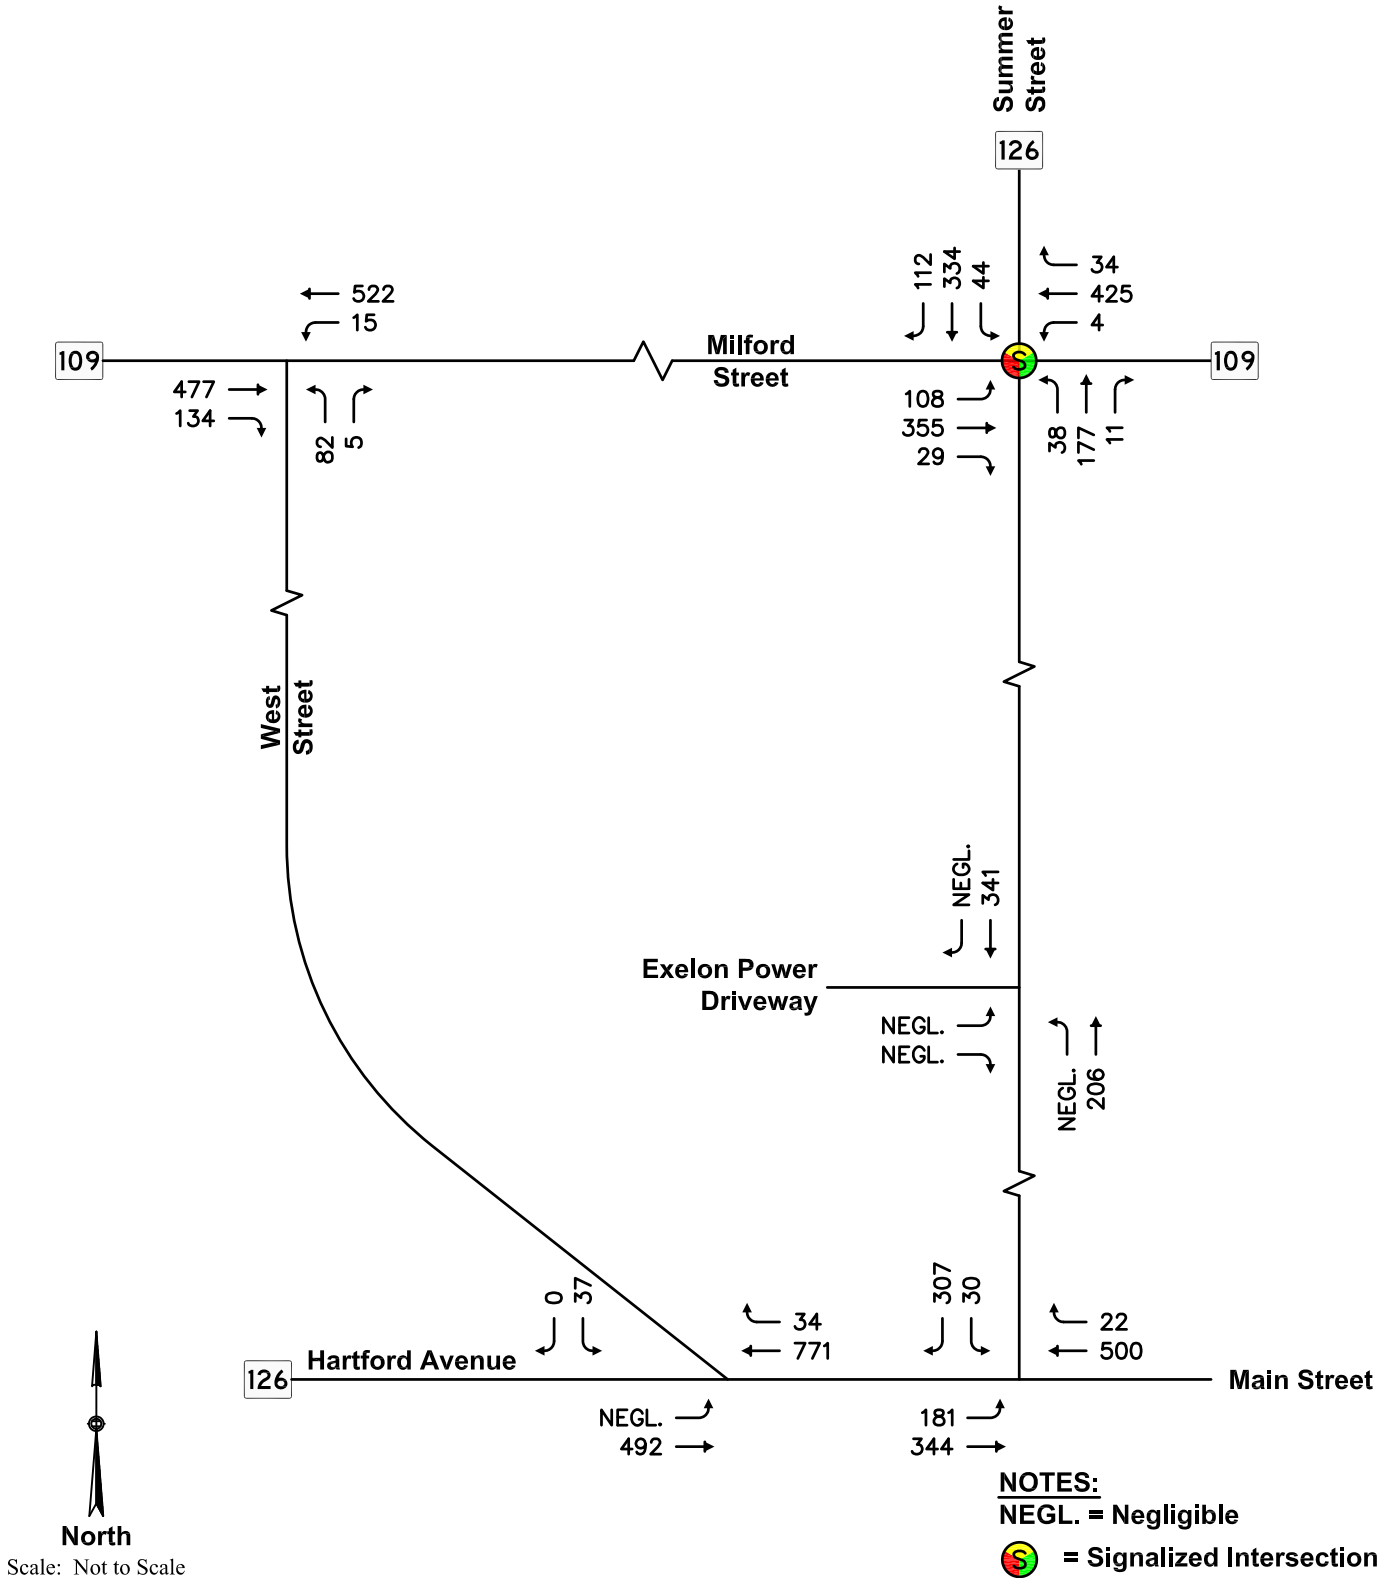 Summer
Street
126
112
334
44
34
425
4
522
15
109
Milford
Street
S
109
477
134
82
5
108
355
29
38
177
11
West
Street
NEGL.
341
Exelon Power
Driveway
NEGL.
NEGL.
NEGL.
206
0
37
34
771
307
30
22
500
126
Hartford Avenue
Main Street
NEGL.
492
181
344
North
Scale: Not to Scale
NOTES:
NEGL. = Negligible
S = Signalized Intersection